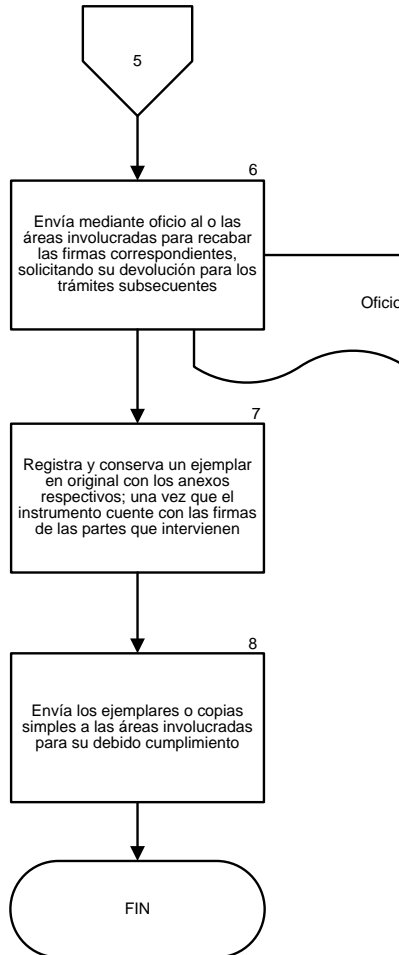 5
6
Envía mediante oficio al o las
áreas involucradas para recabar
las firmas correspondientes,
solicitando su devolución para los
trámites subsecuentes
Oficio
7
Registra y conserva un ejemplar
en original con los anexos
respectivos; una vez que el
instrumento cuente con las firmas
de las partes que intervienen
8
Envía los ejemplares o copias
simples a las áreas involucradas
para su debido cumplimiento
FIN